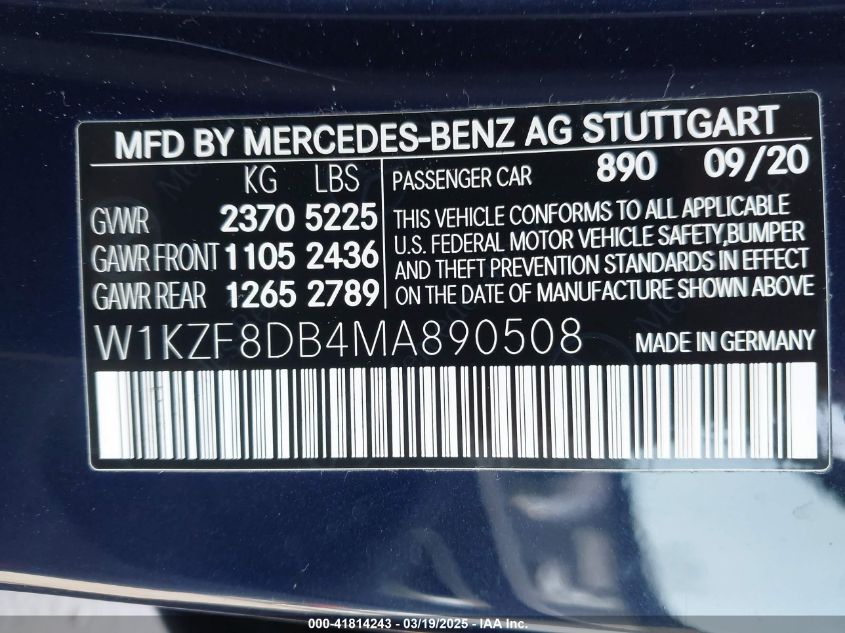 MFD BY MERCEDES-BENZ AG STUTTGART
KG LBS
GVWR 2370 5225
GAWR FRONT 1105 2436
GAWR REAR 1265 2789
PASSENGER CAR 890 09/20
THIS VEHICLE CONFORMS TO ALL APPLICABLE
U.S. FEDERAL MOTOR VEHICLE SAFETY,BUMPER
AND THEFT PREVENTION STANDARDS IN EFFECT
ON THE DATE OF MANUFACTURE SHOWN ABOVE
W1KZF8DB4MA890508 MADE IN GERMANY
000-41814243 - 03/19/2025 - IAA Inc.